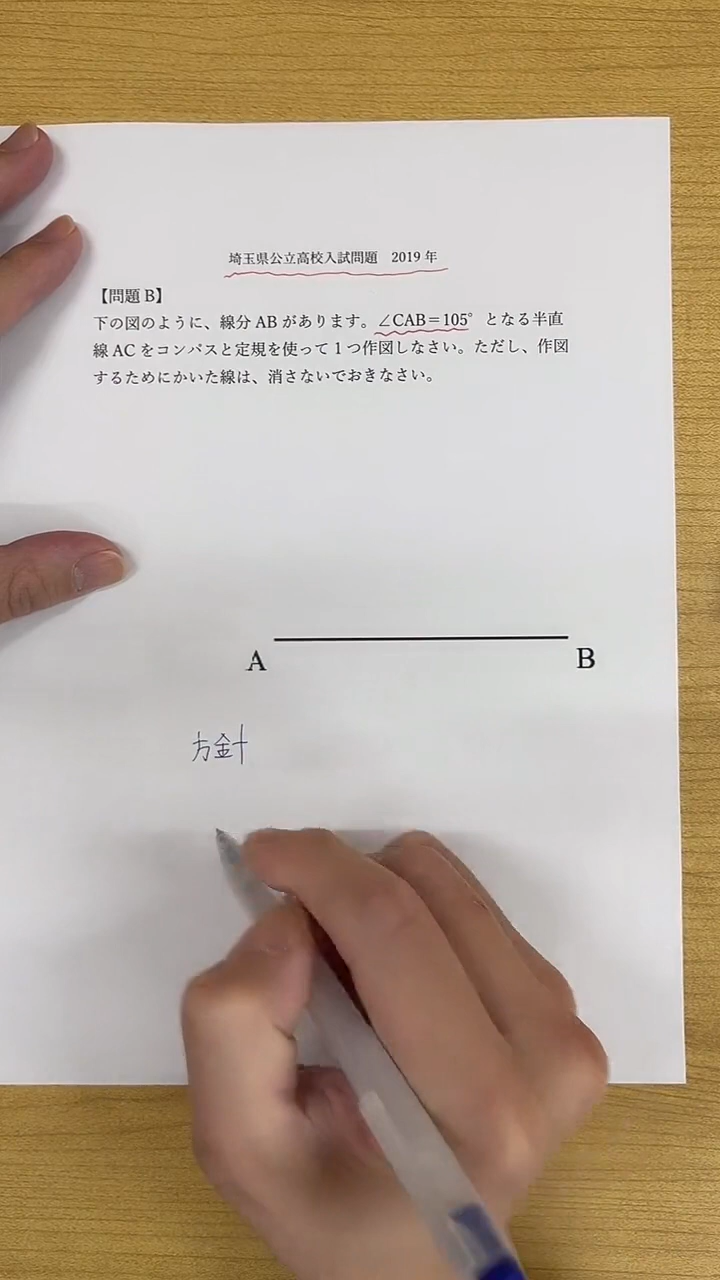 埼玉県公立高校入試問題　2019 年
【問題 B】
下の図のように、線分 AB があります。∠CAB＝105° となる半直
線 AC をコンパスと定規を使って 1 つ作図しなさい。ただし、作図
するためにかいた線は、消さないでおきなさい。
A B
方針